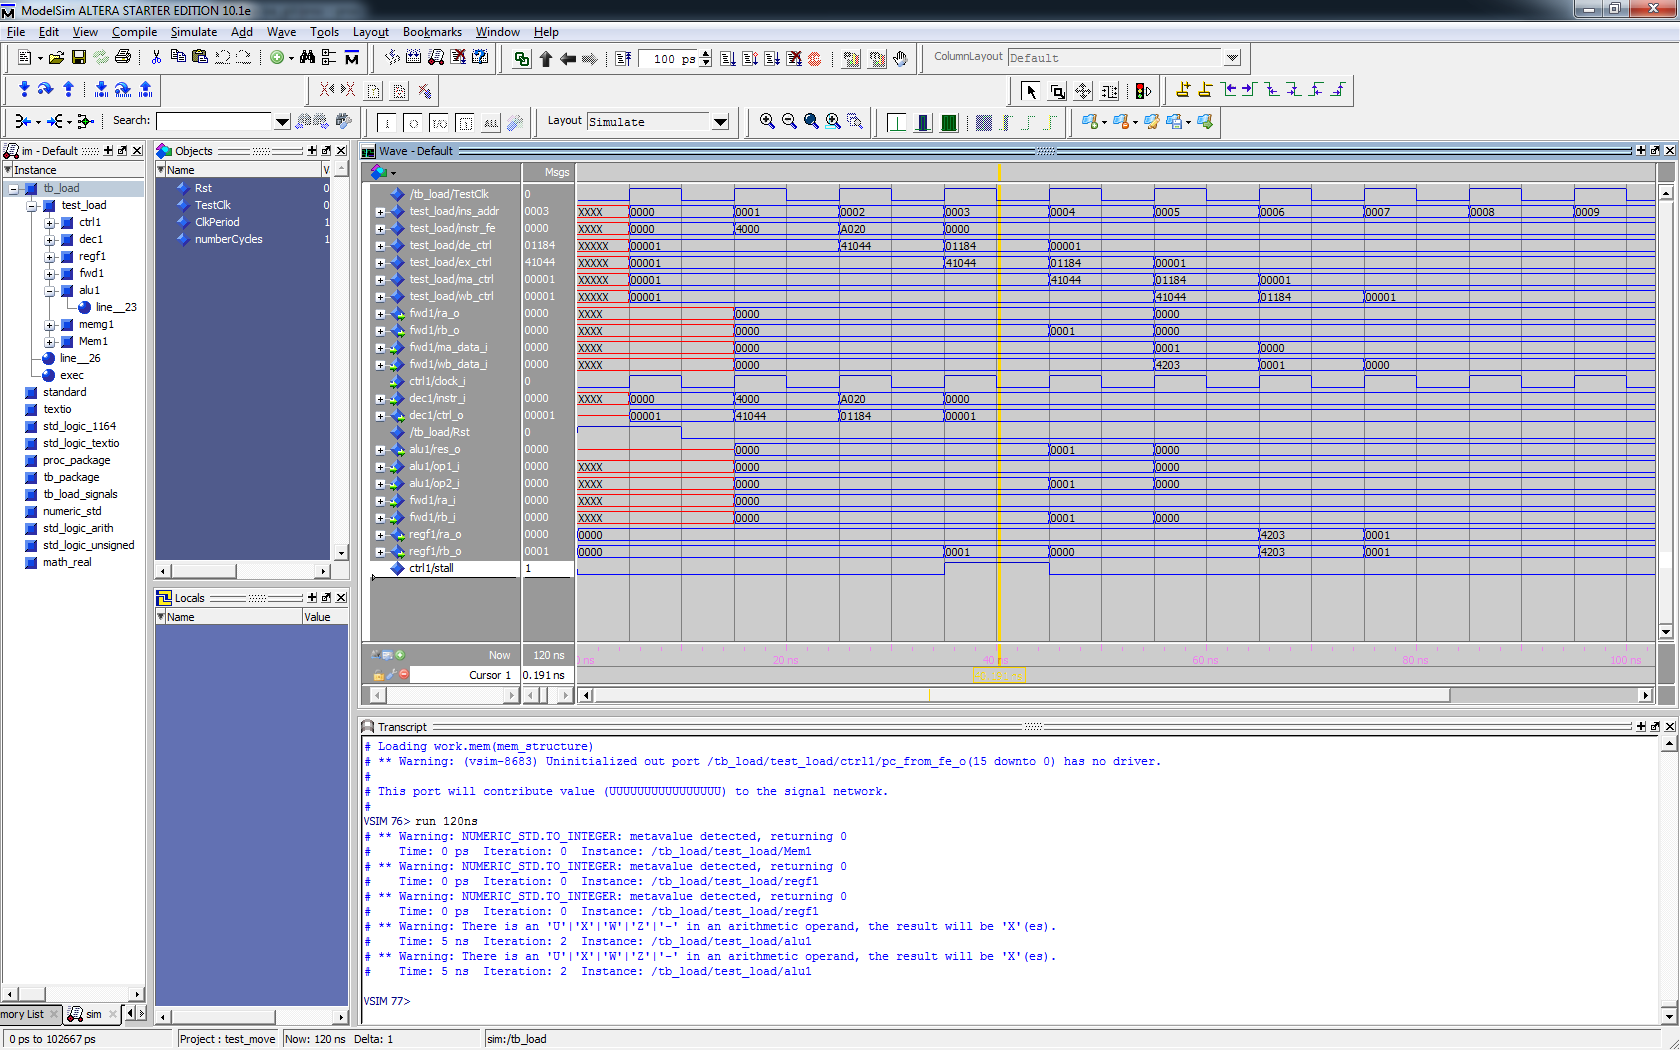 ModelSim ALTERA STARTER EDITION 10.1e
File Edit View Compile Simulate Add Wave Tools Layout Bookmarks Window Help
100 ps
ColumnLayout Default
Search:
Layout Simulate
im - Default
Instance
tb_load
test_load
ctrl1
dec1
regf1
fwd1
alu1
line__23
memg1
Mem1
line__26
exec
standard
textio
std_logic_1164
std_logic_textio
proc_package
tb_package
tb_load_signals
numeric_std
std_logic_arith
std_logic_unsigned
math_real
mory List
sim
Objects
Name V
Rst 0
TestClk 0
ClkPeriod 1
numberCycles 1
Locals
Name Value
Wave - Default
Msgs
/tb_load/TestClk 0
test_load/ins_addr 0003 XXXX 0000 0001 0002 0003 0004 0005 0006 0007 0008 0009
test_load/instr_fe 0000 XXXX 0000 4000 A020 0000
test_load/de_ctrl 01184 XXXXX 00001 41044 01184 00001
test_load/ex_ctrl 41044 XXXXX 00001 41044 01184 00001
test_load/ma_ctrl 00001 XXXXX 00001 41044 01184 00001
test_load/wb_ctrl 00001 XXXXX 00001 41044 01184 00001
fwd1/ra_o 0000 XXXX 0000 0000
fwd1/rb_o 0000 XXXX 0000 0001 0000
fwd1/ma_data_i 0000 XXXX 0000 0001 0000
fwd1/wb_data_i 0000 XXXX 0000 4203 0001 0000
ctrl1/clock_i 0
dec1/instr_i 0000 XXXX 0000 4000 A020 0000
dec1/ctrl_o 00001 00001 41044 01184 00001
/tb_load/Rst 0
alu1/res_o 0000 0000 0001 0000
alu1/op1_i 0000 XXXX 0000 0000
alu1/op2_i 0000 XXXX 0000 0001 0000
fwd1/ra_i 0000 XXXX 0000
fwd1/rb_i 0000 XXXX 0000 0001 0000
regf1/ra_o 0000 0000 4203 0001
regf1/rb_o 0001 0000 0001 0000 4203 0001
ctrl1/stall 1
Now 120 ns ns 20 ns 40 ns 60 ns 80 ns 100 ns
Cursor 1 0.191 ns
Transcript
# Loading work.mem(mem_structure)
# ** Warning: (vsim-8683) Uninitialized out port /tb_load/test_load/ctrl1/pc_from_fe_o(15 downto 0) has no driver.
#
# This port will contribute value (UUUUUUUUUUUUUUUU) to the signal network.
#
VSIM 76> run 120ns
# ** Warning: NUMERIC_STD.TO_INTEGER: metavalue detected, returning 0
# Time: 0 ps Iteration: 0 Instance: /tb_load/test_load/Mem1
# ** Warning: NUMERIC_STD.TO_INTEGER: metavalue detected, returning 0
# Time: 0 ps Iteration: 0 Instance: /tb_load/test_load/regf1
# ** Warning: NUMERIC_STD.TO_INTEGER: metavalue detected, returning 0
# Time: 0 ps Iteration: 0 Instance: /tb_load/test_load/regf1
# ** Warning: There is an 'U'|'X'|'W'|'Z'|'-' in an arithmetic operand, the result will be 'X'(es).
# Time: 5 ns Iteration: 2 Instance: /tb_load/test_load/alu1
# ** Warning: There is an 'U'|'X'|'W'|'Z'|'-' in an arithmetic operand, the result will be 'X'(es).
# Time: 5 ns Iteration: 2 Instance: /tb_load/test_load/alu1
VSIM 77>
0 ps to 102667 ps Project : test_move Now: 120 ns Delta: 1 sim:/tb_load